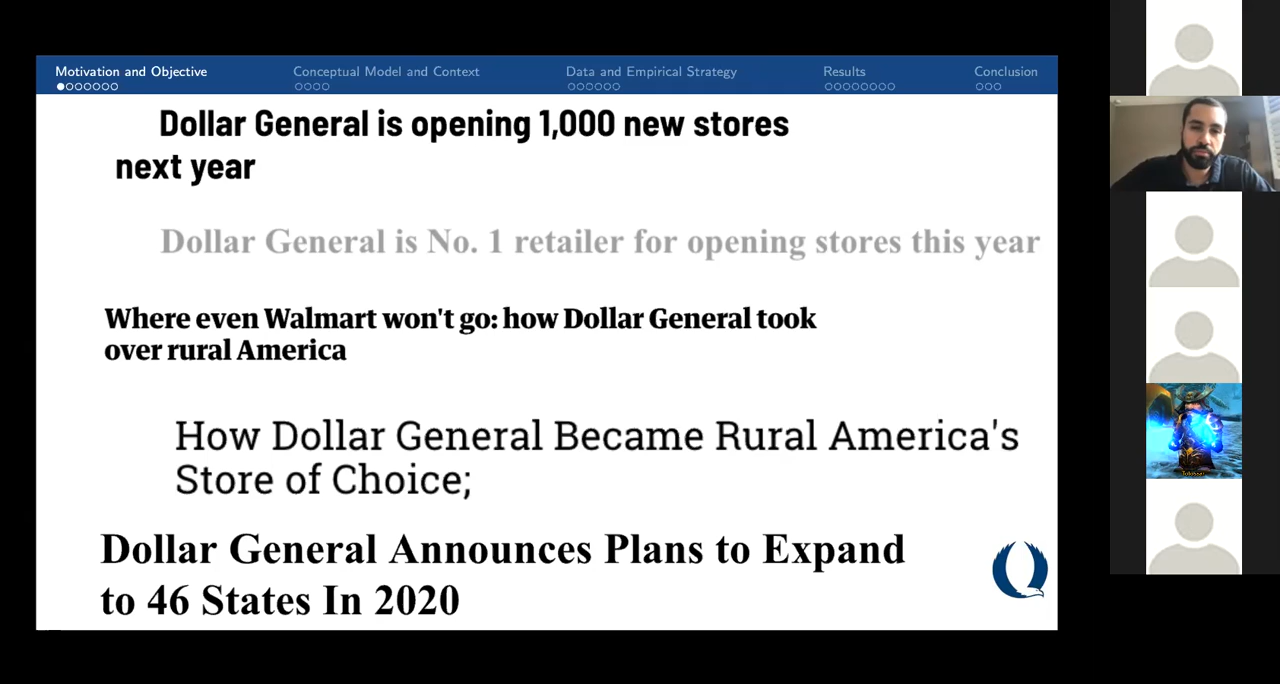 Motivation and Objective
Conceptual Model and Context
Data and Empirical Strategy
Results
Conclusion
Dollar General is opening 1,000 new stores
next year
Dollar General is No. 1 retailer for opening stores this year
Where even Walmart won't go: how Dollar General took
over rural America
How Dollar General Became Rural America's
Store of Choice;
Dollar General Announces Plans to Expand
to 46 States In 2020